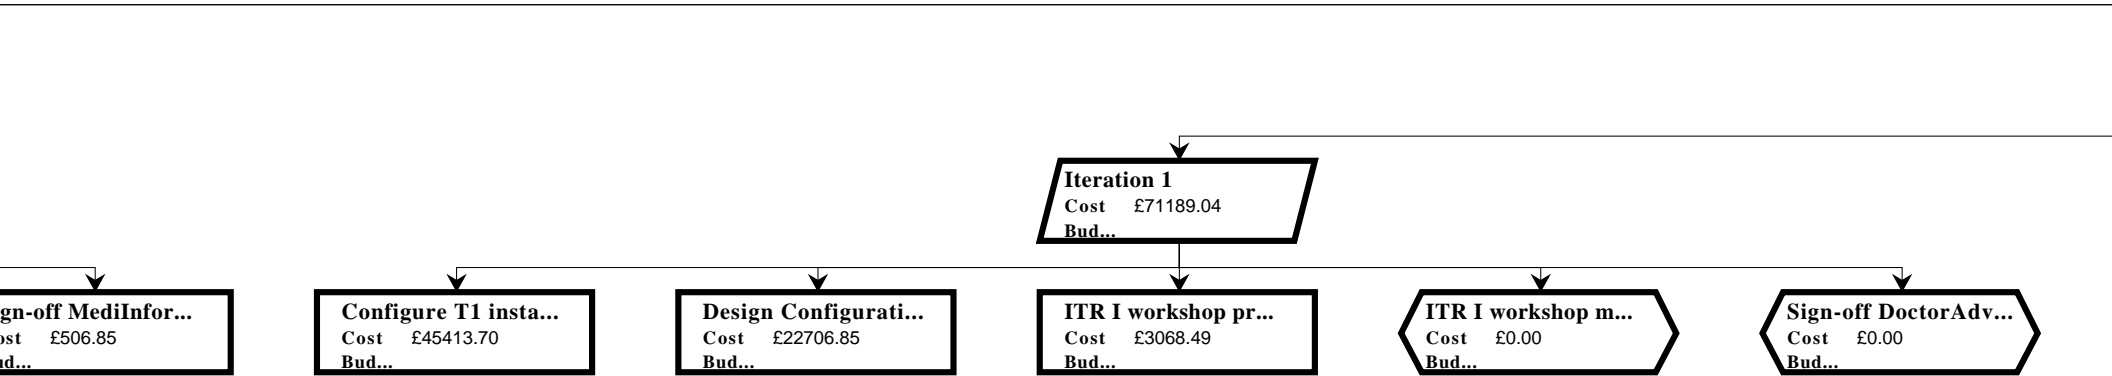 Iteration 1
Cost £71189.04
Bud...
gn-off MediInfor...
ost £506.85
ud...
Configure T1 insta...
Cost £45413.70
Bud...
Design Configurati...
Cost £22706.85
Bud...
ITR I workshop pr...
Cost £3068.49
Bud...
ITR I workshop m...
Cost £0.00
Bud...
Sign-off DoctorAdv...
Cost £0.00
Bud...